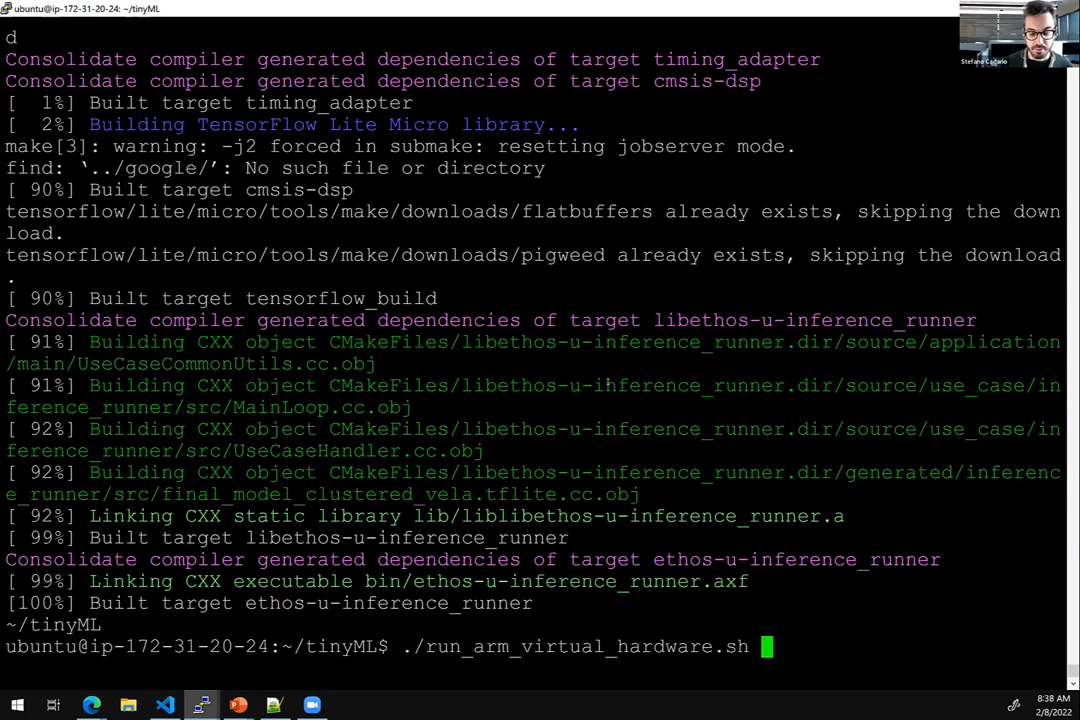 ubuntu@ip-172-31-20-24: ~/tinyML
d
Consolidate compiler generated dependencies of target timing_adapter
Consolidate compiler generated dependencies of target cmsis-dsp
[  1%] Built target timing_adapter
[  2%] Building TensorFlow Lite Micro library...
make[3]: warning: -j2 forced in submake: resetting jobserver mode.
find: ‘../google/’: No such file or directory
[ 90%] Built target cmsis-dsp
tensorflow/lite/micro/tools/make/downloads/flatbuffers already exists, skipping the down
load.
tensorflow/lite/micro/tools/make/downloads/pigweed already exists, skipping the download
.
[ 90%] Built target tensorflow_build
Consolidate compiler generated dependencies of target libethos-u-inference_runner
[ 91%] Building CXX object CMakeFiles/libethos-u-inference_runner.dir/source/application
/main/UseCaseCommonUtils.cc.obj
[ 91%] Building CXX object CMakeFiles/libethos-u-inference_runner.dir/source/use_case/in
ference_runner/src/MainLoop.cc.obj
[ 92%] Building CXX object CMakeFiles/libethos-u-inference_runner.dir/source/use_case/in
ference_runner/src/UseCaseHandler.cc.obj
[ 92%] Building CXX object CMakeFiles/libethos-u-inference_runner.dir/generated/inferenc
e_runner/src/final_model_clustered_vela.tflite.cc.obj
[ 92%] Linking CXX static library lib/liblibethos-u-inference_runner.a
[ 99%] Built target libethos-u-inference_runner
Consolidate compiler generated dependencies of target ethos-u-inference_runner
[ 99%] Linking CXX executable bin/ethos-u-inference_runner.axf
[100%] Built target ethos-u-inference_runner
~/tinyML
ubuntu@ip-172-31-20-24:~/tinyML$ ./run_arm_virtual_hardware.sh
8:38 AM
2/8/2022